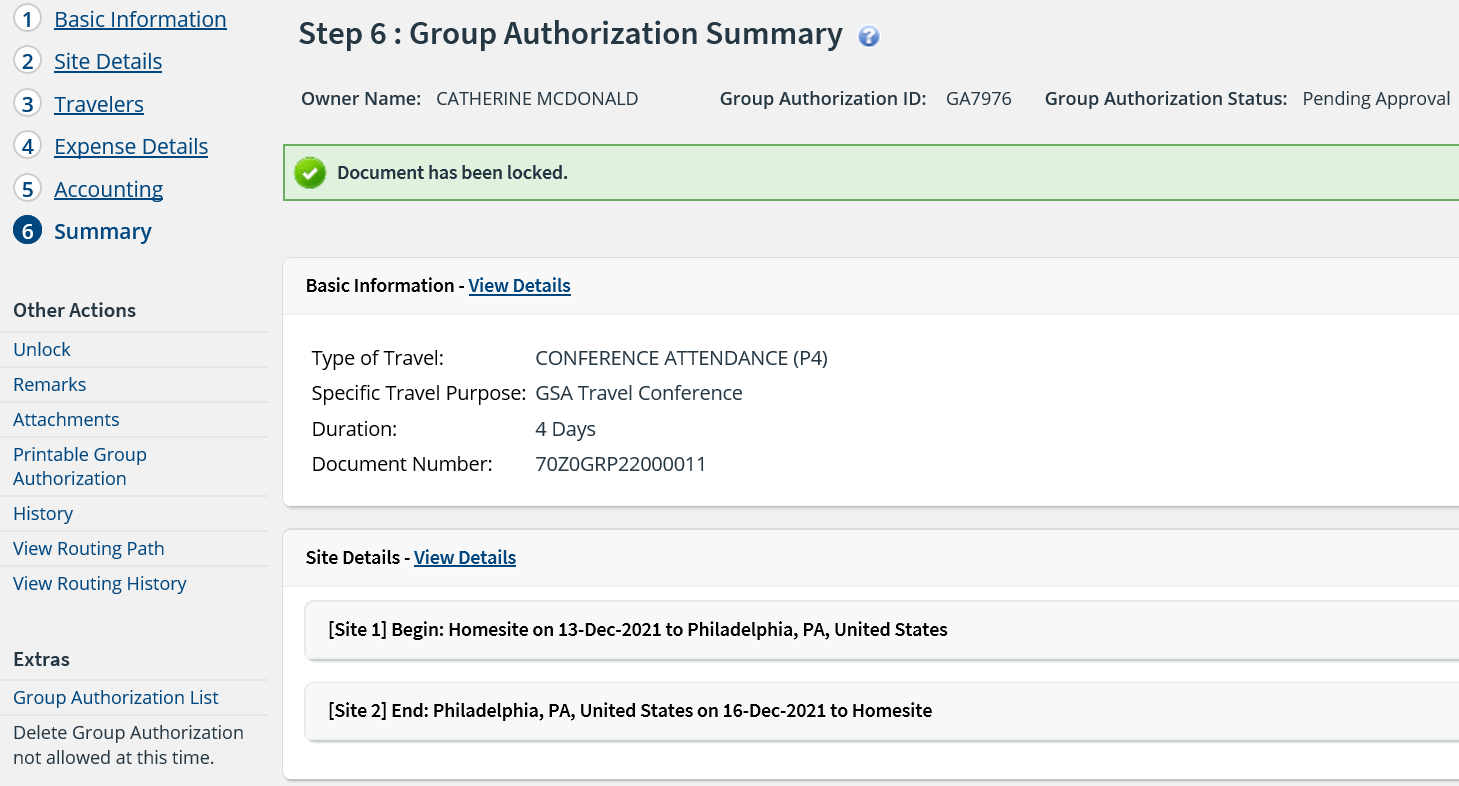 1 Basic Information
2 Site Details
3 Travelers
4 Expense Details
5 Accounting
6 Summary
Other Actions
Unlock
Remarks
Attachments
Printable Group
Authorization
History
View Routing Path
View Routing History
Extras
Group Authorization List
Delete Group Authorization
not allowed at this time.
Step 6 : Group Authorization Summary ?
Owner Name: CATHERINE MCDONALD Group Authorization ID: GA7976 Group Authorization Status: Pending Approval
Document has been locked.
Basic Information - View Details
Type of Travel: CONFERENCE ATTENDANCE (P4)
Specific Travel Purpose: GSA Travel Conference
Duration: 4 Days
Document Number: 70Z0GRP22000011
Site Details - View Details
[Site 1] Begin: Homesite on 13-Dec-2021 to Philadelphia, PA, United States
[Site 2] End: Philadelphia, PA, United States on 16-Dec-2021 to Homesite